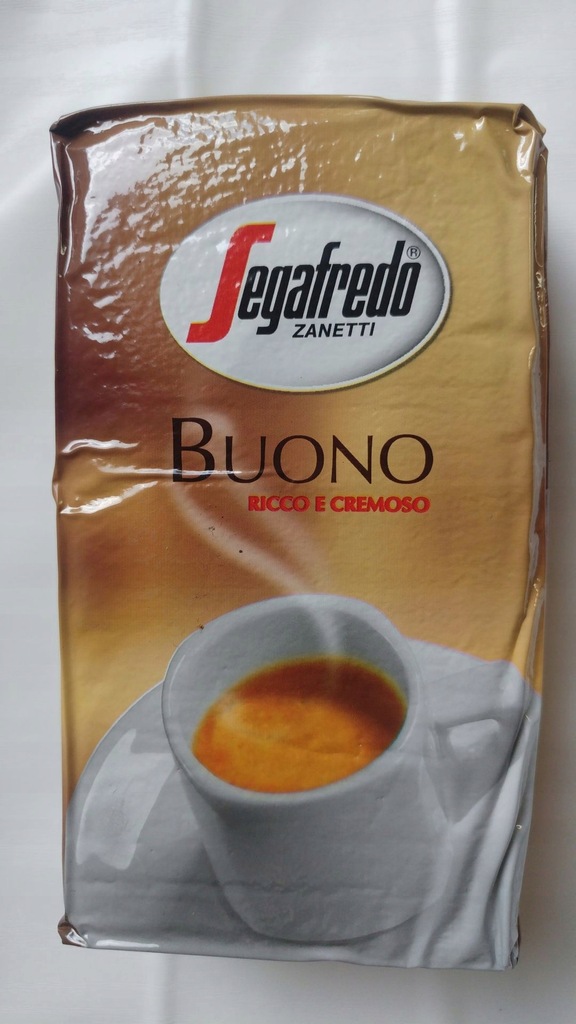 Segafredo®
ZANETTI
BUONO
RICCO E CREMOSO